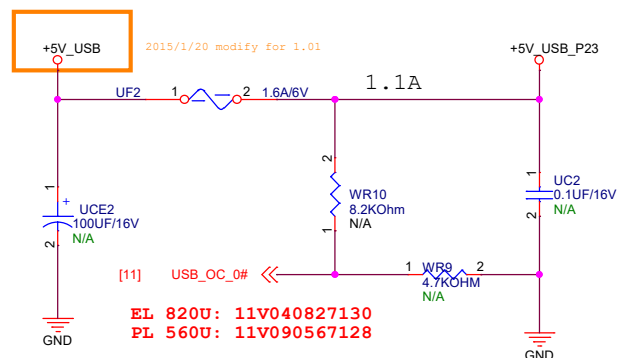 +5V_USB
2015/1/20 modify for 1.01
+5V_USB_P23
UF2
1
2
1.6A/6V
1.1A
1
+
UCE2
100UF/16V
N/A
2
2
WR10
8.2KOhm
N/A
1
1
UC2
0.1UF/16V
N/A
2
[11]
USB_OC_0#
1
WR9
2
4.7KOHM
N/A
EL 820U: 11V040827130
PL 560U: 11V090567128
GND
GND